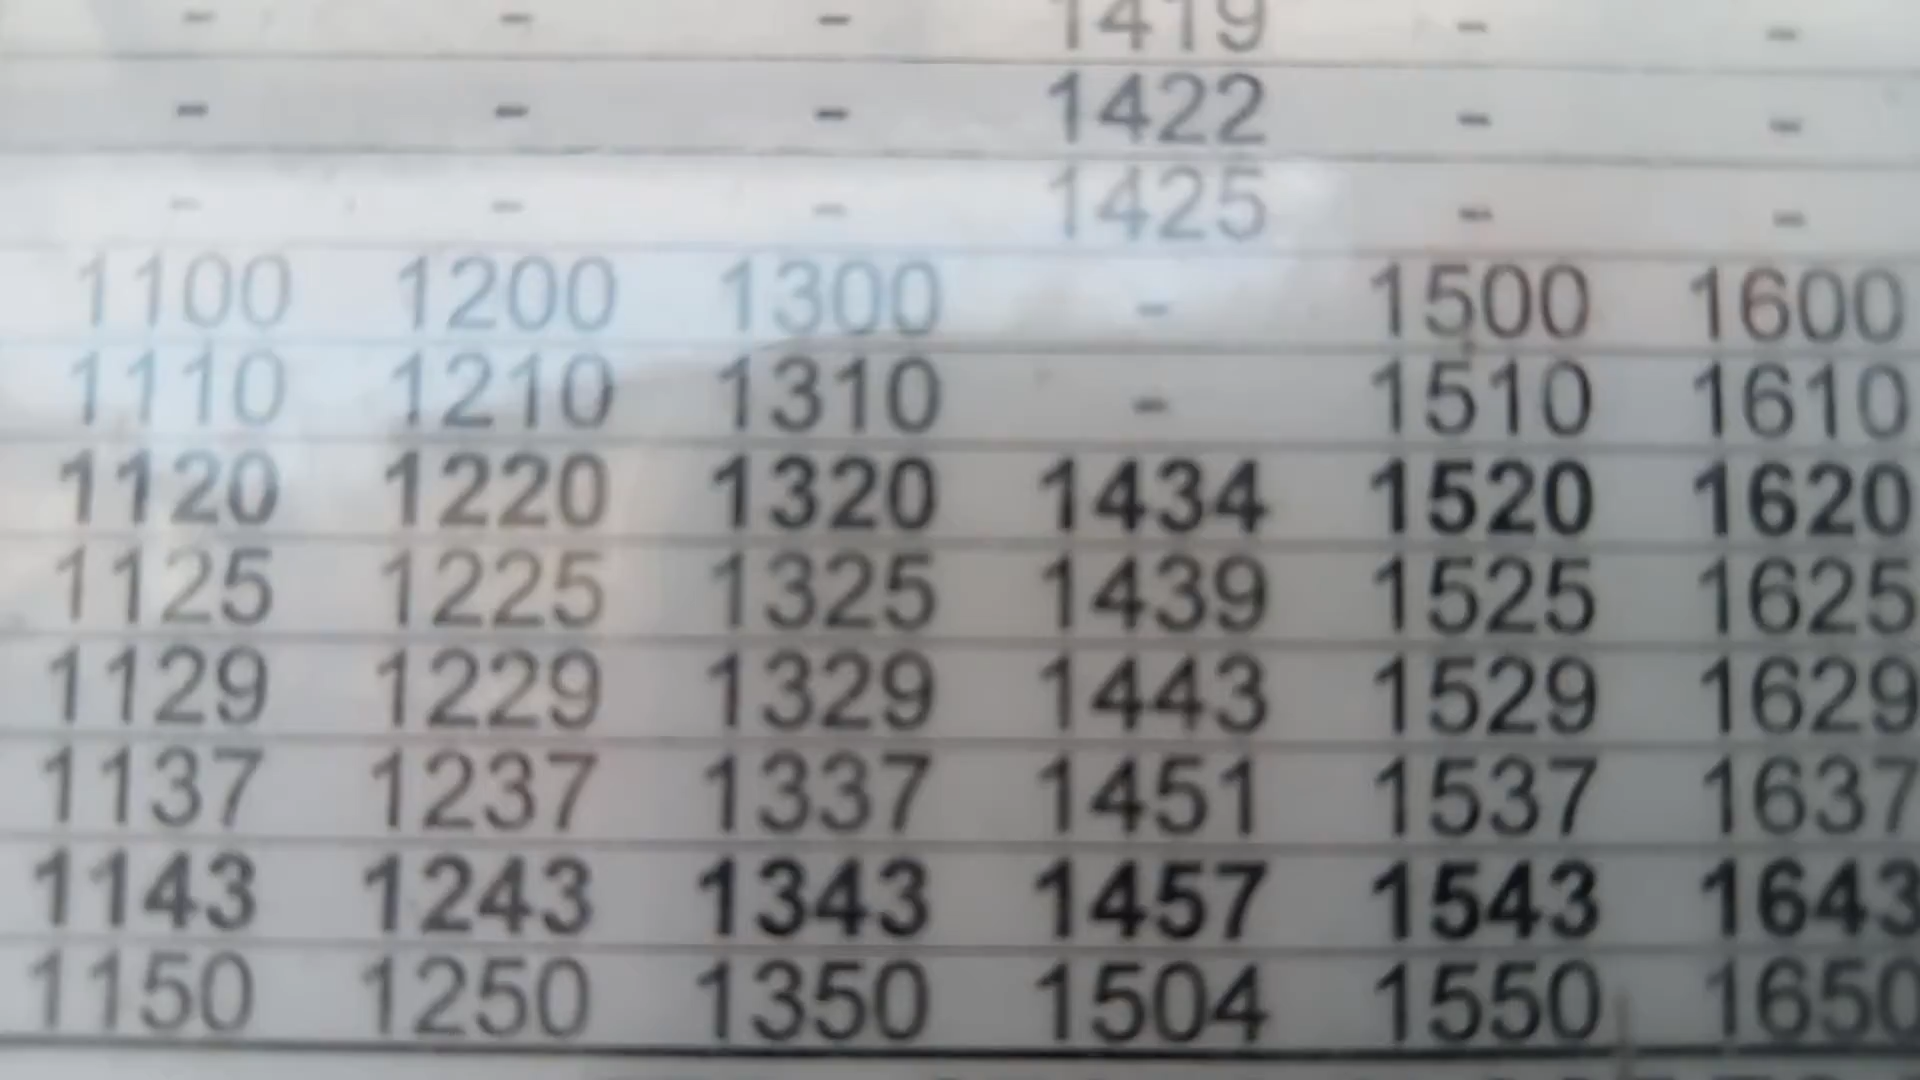 - - - 1419 - -
- - - 1422 - -
- - - 1425 - -
1100 1200 1300 - 1500 1600
1110 1210 1310 - 1510 1610
1120 1220 1320 1434 1520 1620
1125 1225 1325 1439 1525 1625
1129 1229 1329 1443 1529 1629
1137 1237 1337 1451 1537 1637
1143 1243 1343 1457 1543 1643
1150 1250 1350 1504 1550 1650